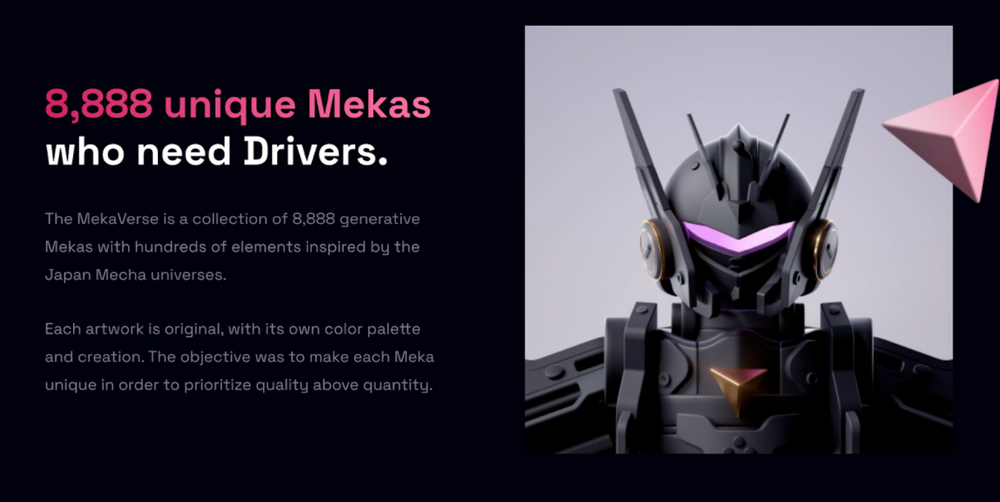 8,888 unique Mekas
who need Drivers.
The MekaVerse is a collection of 8,888 generative
Mekas with hundreds of elements inspired by the
Japan Mecha universes.
Each artwork is original, with its own color palette
and creation. The objective was to make each Meka
unique in order to prioritize quality above quantity.